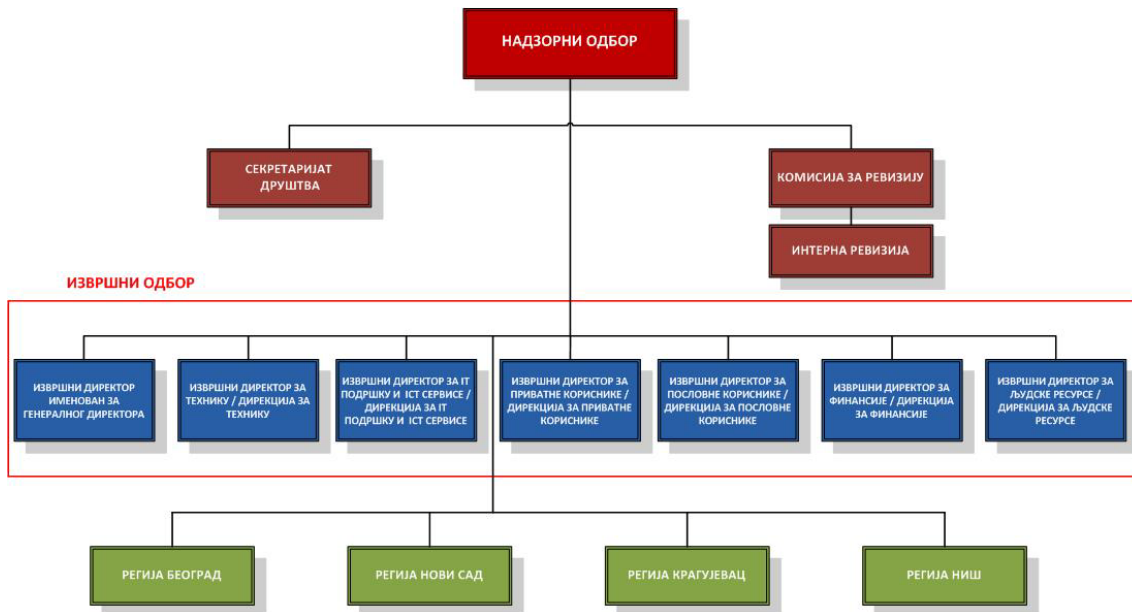 НАДЗОРНИ ОДБОР
СЕКРЕТАРИЈАТ
ДРУШТВА
КОМИСИЈА ЗА РЕВИЗИЈУ
ИНТЕРНА РЕВИЗИЈА
ИЗВРШНИ ОДБОР
ИЗВРШНИ ДИРЕКТОР
ИМЕНОВАН ЗА
ГЕНЕРАЛНОГ ДИРЕКТОРА
ИЗВРШНИ ДИРЕКТОР ЗА
ТЕХНИКУ / ДИРЕКЦИЈА ЗА
ТЕХНИКУ
ИЗВРШНИ ДИРЕКТОР ЗА IT
ПОДРШКУ И ICT СЕРВИСЕ /
ДИРЕКЦИЈА ЗА IT
ПОДРШКУ И ICT СЕРВИСЕ
ИЗВРШНИ ДИРЕКТОР ЗА
ПРИВАТНЕ КОРИСНИКЕ /
ДИРЕКЦИЈА ЗА ПРИВАТНЕ
КОРИСНИКЕ
ИЗВРШНИ ДИРЕКТОР ЗА
ПОСЛОВНЕ КОРИСНИКЕ /
ДИРЕКЦИЈА ЗА ПОСЛОВНЕ
КОРИСНИКЕ
ИЗВРШНИ ДИРЕКТОР ЗА
ФИНАНСИЈЕ / ДИРЕКЦИЈА
ЗА ФИНАНСИЈЕ
ИЗВРШНИ ДИРЕКТОР ЗА
ЉУДСКЕ РЕСУРСЕ /
ДИРЕКЦИЈА ЗА ЉУДСКЕ
РЕСУРСЕ
РЕГИЈА БЕОГРАД
РЕГИЈА НОВИ САД
РЕГИЈА КРАГУЈЕВАЦ
РЕГИЈА НИШ